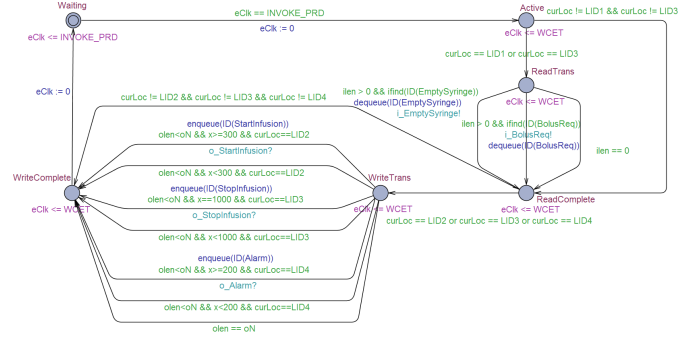 Waiting
eClk == INVOKE_PRD
eClk := 0
eClk <= INVOKE_PRD
Active
eClk <= WCET
curLoc != LID1 && curLoc != LID3
curLoc == LID1 or curLoc == LID3
ReadTrans
eClk <= WCET
eClk := 0
ilen > 0 && ifind(ID(EmptySyringe))
dequeue(ID(EmptySyringe))
i_EmptySyringe!
curLoc != LID2 && curLoc != LID3 && curLoc != LID4
ilen > 0 && ifind(ID(BolusReq))
i_BolusReq!
dequeue(ID(BolusReq))
ilen == 0
enqueue(ID(StartInfusion))
olen<oN && x>=300 && curLoc==LID2
o_StartInfusion?
olen<oN && x<300 && curLoc==LID2
WriteComplete
eClk <= WCET
WriteTrans
eClk <= WCET
ReadComplete
eClk <= WCET
curLoc == LID2 or curLoc == LID3 or curLoc == LID4
enqueue(ID(StopInfusion))
olen<oN && x==1000 && curLoc==LID3
o_StopInfusion?
olen<oN && x<1000 && curLoc==LID3
enqueue(ID(Alarm))
olen<oN && x>=200 && curLoc==LID4
o_Alarm?
olen<oN && x<200 && curLoc==LID4
olen == oN